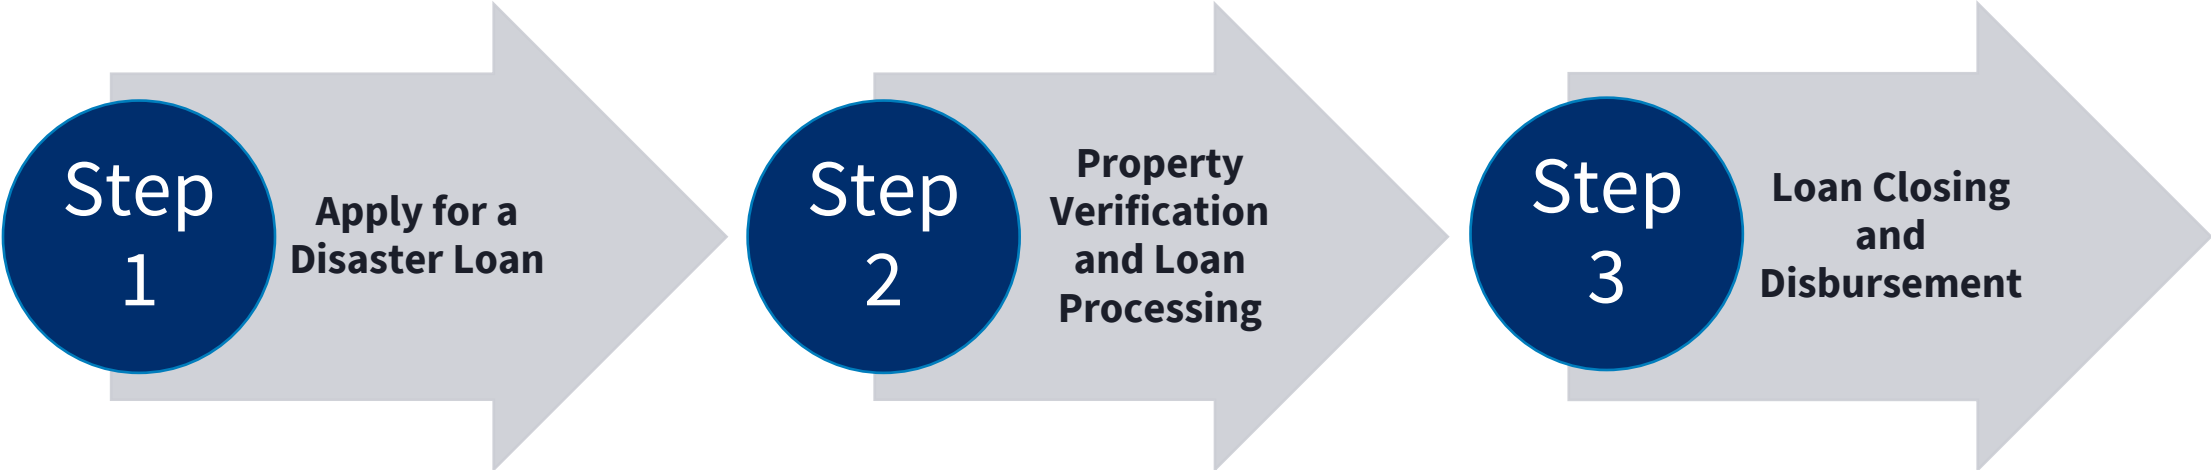 Step
1
Apply for a
Disaster Loan
Step
2
Property
Verification
and Loan
Processing
Step
3
Loan Closing
and
Disbursement